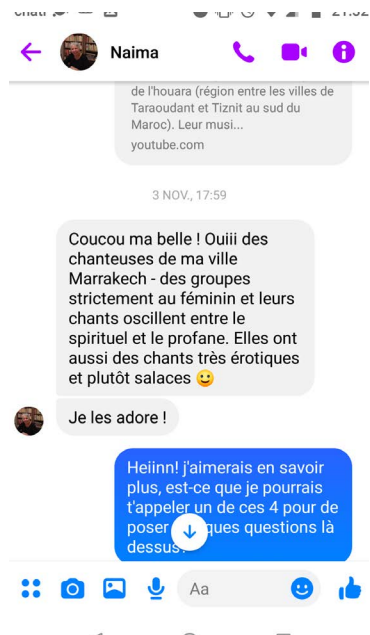 Naima
de l'houara (région entre les villes de
Taraoudant et Tiznit au sud du
Maroc). Leur musi...
youtube.com
3 NOV., 17:59
Coucou ma belle ! Ouiii des
chanteuses de ma ville
Marrakech - des groupes
strictement au féminin et leurs
chants oscillent entre le
spirituel et le profane. Elles ont
aussi des chants très érotiques
et plutôt salaces 🙂
Je les adore !
Heiinn! j'aimerais en savoir
plus, est-ce que je pourrais
t'appeler un de ces 4 pour de
poser ques questions là
dessus
Aa